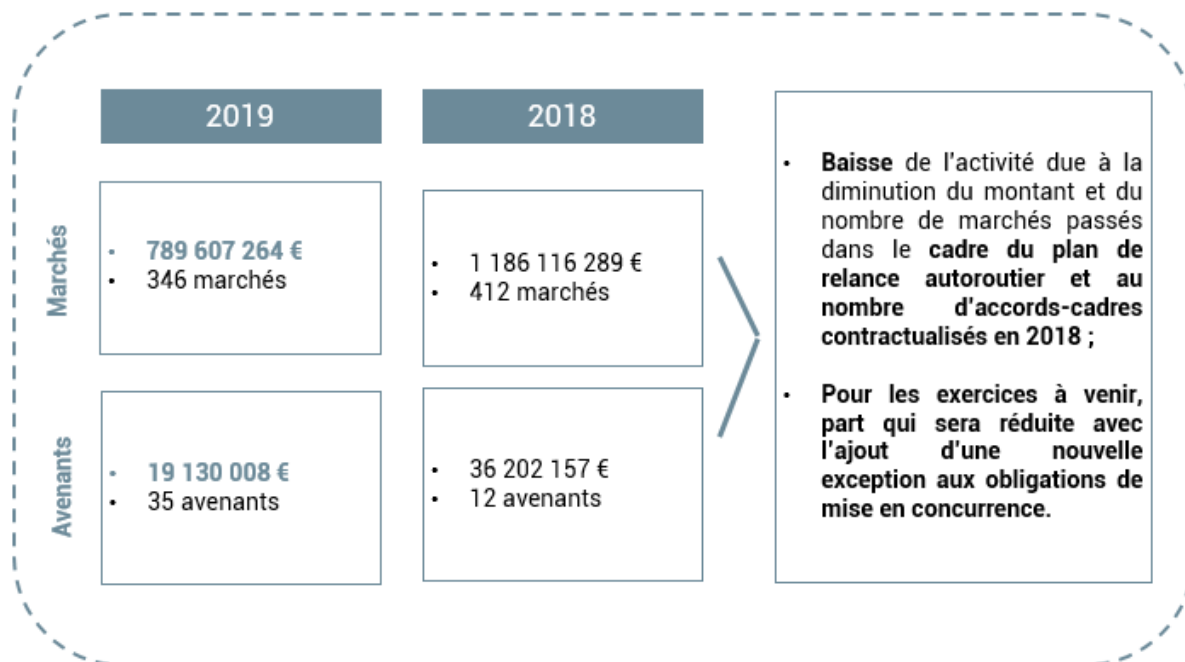 2019
2018
Marchés
• 789 607 264 €
• 346 marchés
• 1 186 116 289 €
• 412 marchés
Avenants
• 19 130 008 €
• 35 avenants
• 36 202 157 €
• 12 avenants
• Baisse de l'activité due à la
diminution du montant et du
nombre de marchés passés
dans le cadre du plan de
relance autoroutier et au
nombre d'accords-cadres
contractualisés en 2018 ;
• Pour les exercices à venir,
part qui sera réduite avec
l'ajout d'une nouvelle
exception aux obligations de
mise en concurrence.